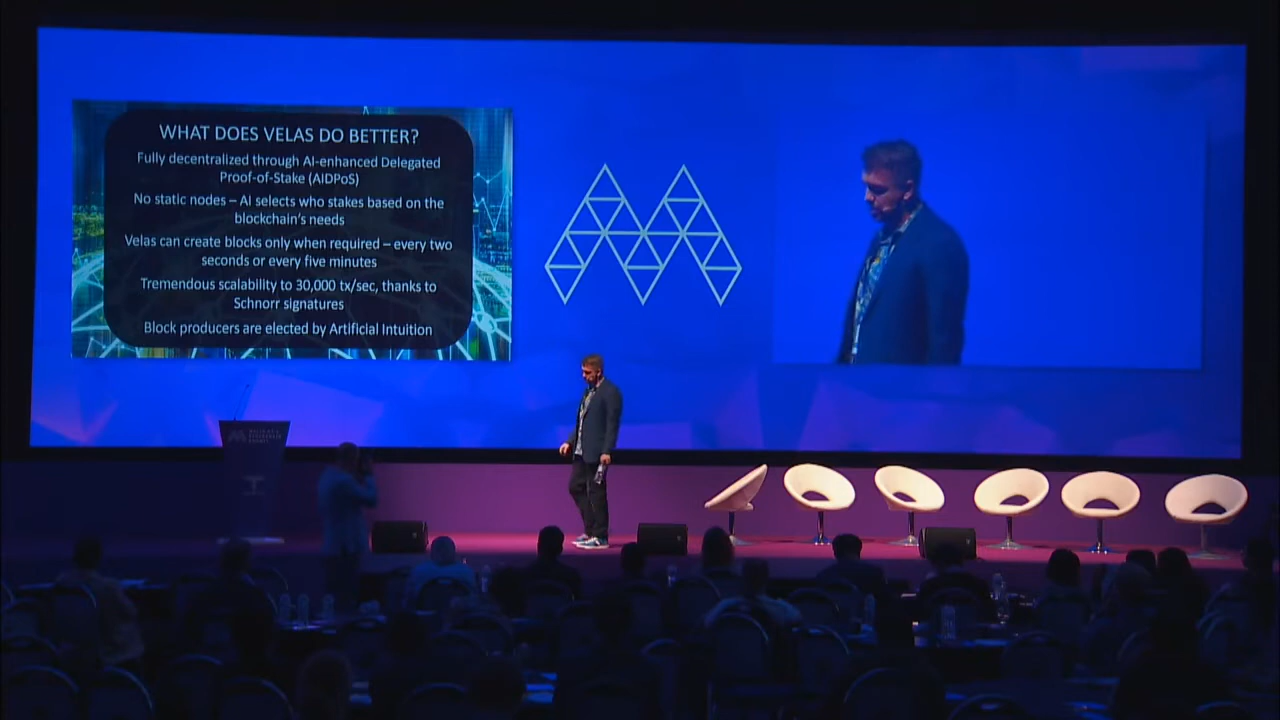 WHAT DOES VELAS DO BETTER?
Fully decentralized through AI-enhanced Delegated
Proof-of-Stake (AIDPoS)
No static nodes – AI selects who stakes based on the
blockchain's needs
Velas can create blocks only when required – every two
seconds or every five minutes
Tremendous scalability to 30,000 tx/sec, thanks to
Schnorr signatures
Block producers are elected by Artificial Intuition